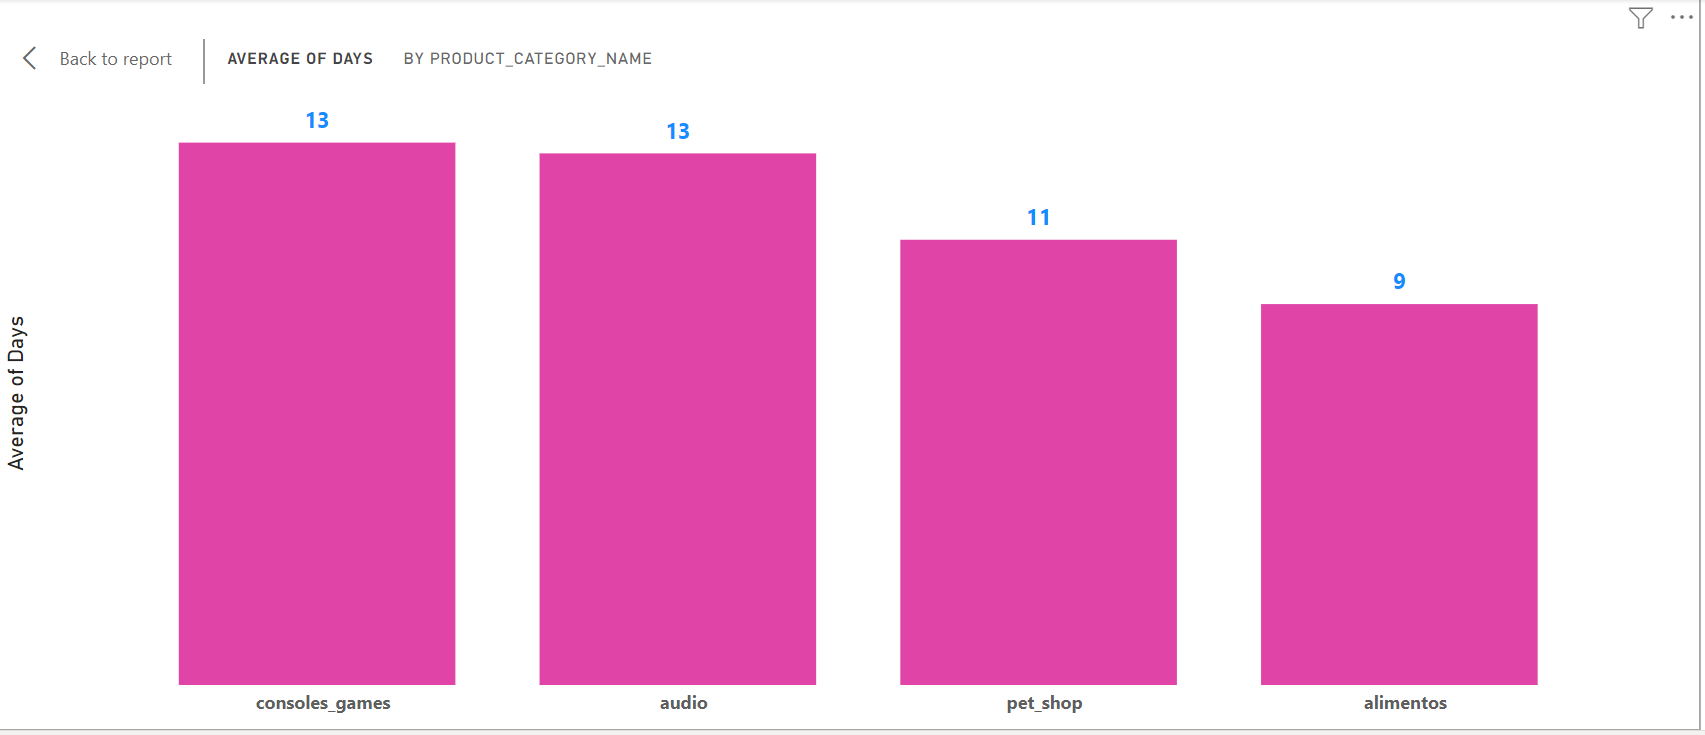 Back to report
AVERAGE OF DAYS BY PRODUCT_CATEGORY_NAME
13
13
11
9
Average of Days
consoles_games
audio
pet_shop
alimentos